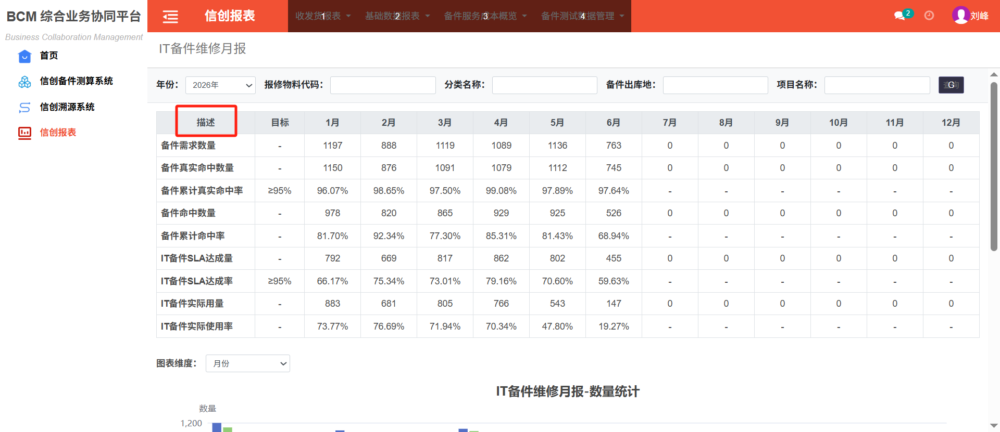 BCM 综合业务协同平台
Business Collaboration Management
首页
信创备件测算系统
信创溯源系统
信创报表
信创报表
收发货报表 1
基础数据报表 2
备件服务成本概览 3
备件测试数据管理 4
2
刘峰
IT备件维修月报
年份： 2026年 报修物料代码： 分类名称： 备件出库地： 项目名称： 查询 G
描述 目标 1月 2月 3月 4月 5月 6月 7月 8月 9月 10月 11月 12月
备件需求数量 - 1197 888 1119 1089 1136 763 0 0 0 0 0 0
备件真实命中数量 - 1150 876 1091 1079 1112 745 0 0 0 0 0 0
备件累计真实命中率 ≥95% 96.07% 98.65% 97.50% 99.08% 97.89% 97.64% - - - - - -
备件命中数量 - 978 820 865 929 925 526 0 0 0 0 0 0
备件累计命中率 - 81.70% 92.34% 77.30% 85.31% 81.43% 68.94% - - - - - -
IT备件SLA达成量 - 792 669 817 862 802 455 0 0 0 0 0 0
IT备件SLA达成率 ≥95% 66.17% 75.34% 73.01% 79.16% 70.60% 59.63% - - - - - -
IT备件实际用量 - 883 681 805 766 543 147 0 0 0 0 0 0
IT备件实际使用率 - 73.77% 76.69% 71.94% 70.34% 47.80% 19.27% - - - - - -
图表维度： 月份
IT备件维修月报-数量统计
数量
1,200